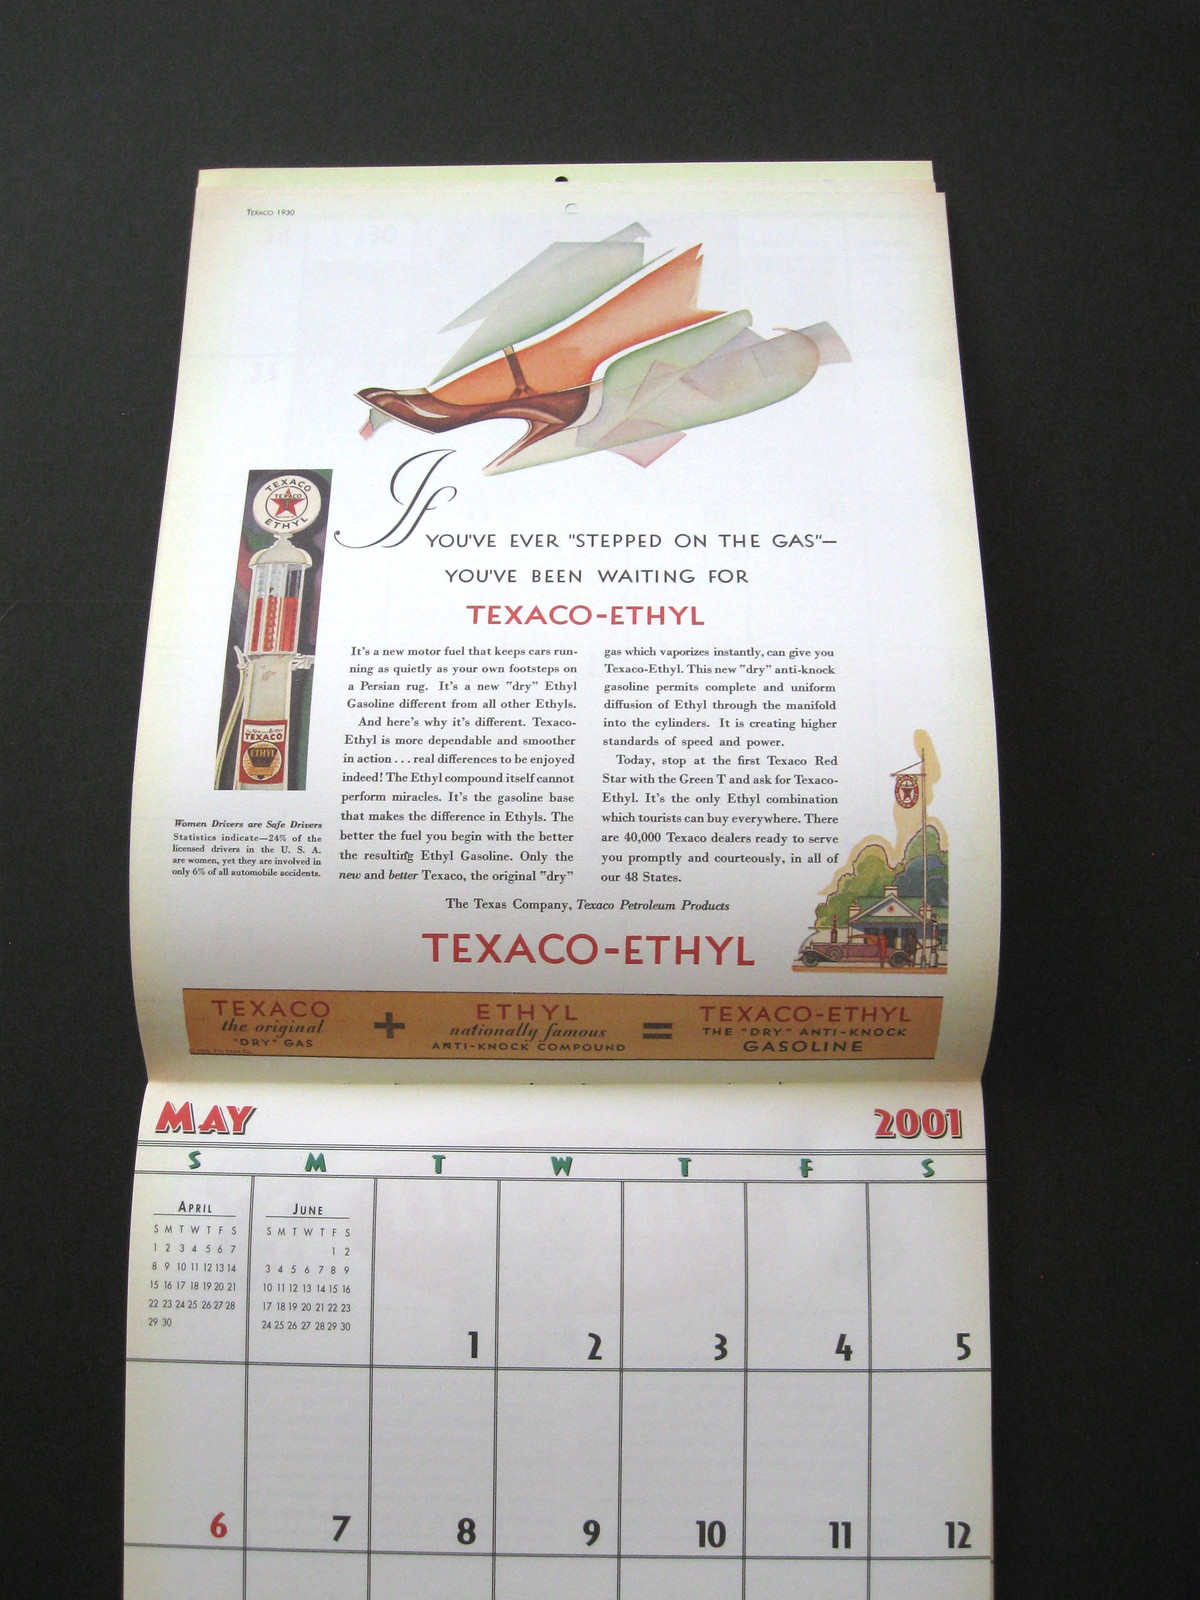 TEXACO 1930
If
YOU'VE EVER "STEPPED ON THE GAS"—
YOU'VE BEEN WAITING FOR
TEXACO-ETHYL
TEXACO
TEXACO
T
ETHYL
TEXACO
ETHYL
Women Drivers are Safe Drivers
Statistics indicate—24% of the
licensed drivers in the U. S. A.
are women, yet they are involved in
only 6% of all automobile accidents.
It's a new motor fuel that keeps cars run-
ning as quietly as your own footsteps on
a Persian rug. It's a new "dry" Ethyl
Gasoline different from all other Ethyls.
And here's why it's different. Texaco-
Ethyl is more dependable and smoother
in action . . . real differences to be enjoyed
indeed! The Ethyl compound itself cannot
perform miracles. It's the gasoline base
that makes the difference in Ethyls. The
better the fuel you begin with the better
the resulting Ethyl Gasoline. Only the
new and better Texaco, the original "dry"
gas which vaporizes instantly, can give you
Texaco-Ethyl. This new "dry" anti-knock
gasoline permits complete and uniform
diffusion of Ethyl through the manifold
into the cylinders. It is creating higher
standards of speed and power.
Today, stop at the first Texaco Red
Star with the Green T and ask for Texaco-
Ethyl. It's the only Ethyl combination
which tourists can buy everywhere. There
are 40,000 Texaco dealers ready to serve
you promptly and courteously, in all of
our 48 States.
The Texas Company, Texaco Petroleum Products
TEXACO-ETHYL
TEXACO
the original
"DRY" GAS
+
ETHYL
nationally famous
ANTI-KNOCK COMPOUND
=
TEXACO-ETHYL
THE "DRY" ANTI-KNOCK
GASOLINE
MAY 2001
S M T W T F S
APRIL
S M T W T F S
1 2 3 4 5 6 7
8 9 10 11 12 13 14
15 16 17 18 19 20 21
22 23 24 25 26 27 28
29 30
JUNE
S M T W T F S
1 2
3 4 5 6 7 8 9
10 11 12 13 14 15 16
17 18 19 20 21 22 23
24 25 26 27 28 29 30
1 2 3 4 5
6 7 8 9 10 11 12